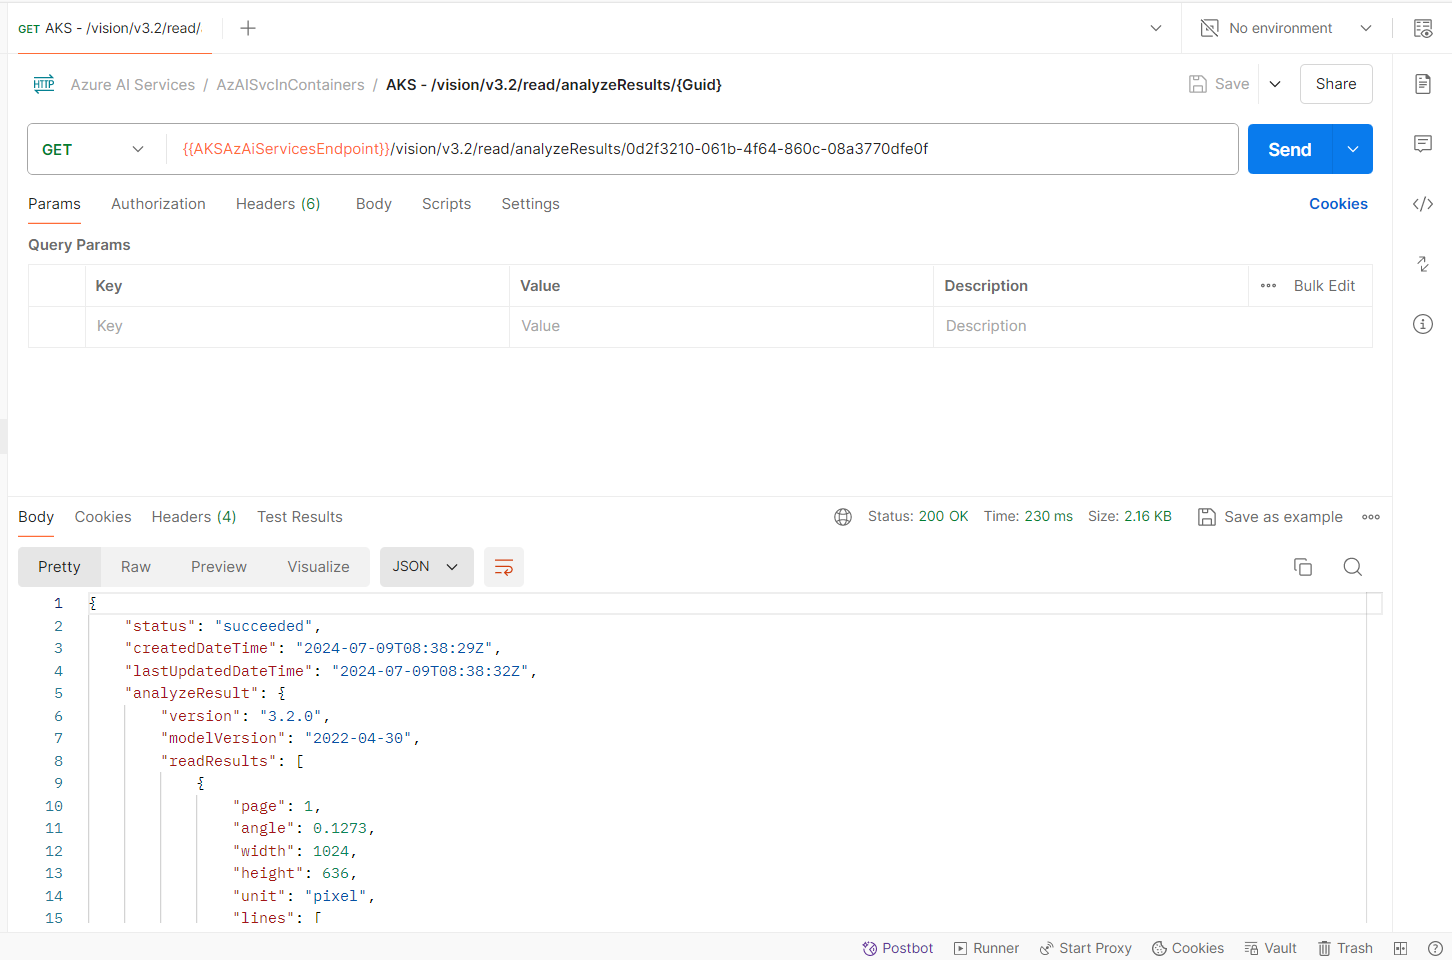 GET AKS - /vision/v3.2/read/
No environment
HTTP Azure AI Services / AzAISvcInContainers / AKS - /vision/v3.2/read/analyzeResults/{Guid}
Save
Share
GET
{{AKSAzAiServicesEndpoint}}/vision/v3.2/read/analyzeResults/0d2f3210-061b-4f64-860c-08a3770dfe0f
Send
Params Authorization Headers (6) Body Scripts Settings Cookies
Query Params
Key Value Description Bulk Edit
Key Value Description
Body Cookies Headers (4) Test Results Status: 200 OK Time: 230 ms Size: 2.16 KB Save as example
Pretty Raw Preview Visualize JSON
1 {
2 "status": "succeeded",
3 "createdDateTime": "2024-07-09T08:38:29Z",
4 "lastUpdatedDateTime": "2024-07-09T08:38:32Z",
5 "analyzeResult": {
6 "version": "3.2.0",
7 "modelVersion": "2022-04-30",
8 "readResults": [
9 {
10 "page": 1,
11 "angle": 0.1273,
12 "width": 1024,
13 "height": 636,
14 "unit": "pixel",
15 "lines": [
Postbot Runner Start Proxy Cookies Vault Trash